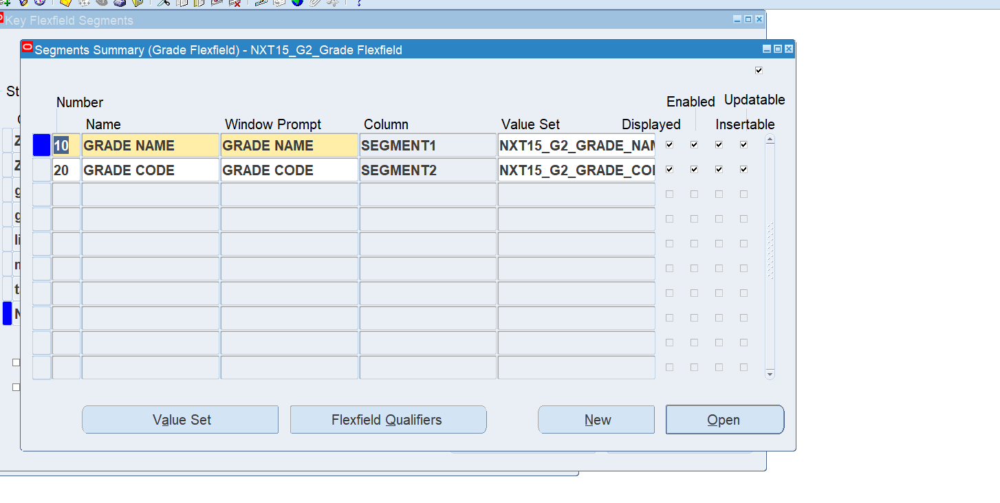 Key Flexfield Segments
Segments Summary (Grade Flexfield) - NXT15_G2_Grade Flexfield
St
Number
Enabled Updatable
Name Window Prompt Column Value Set Displayed Insertable
10 GRADE NAME GRADE NAME SEGMENT1 NXT15_G2_GRADE_NAM
20 GRADE CODE GRADE CODE SEGMENT2 NXT15_G2_GRADE_COD
Value Set Flexfield Qualifiers New Open